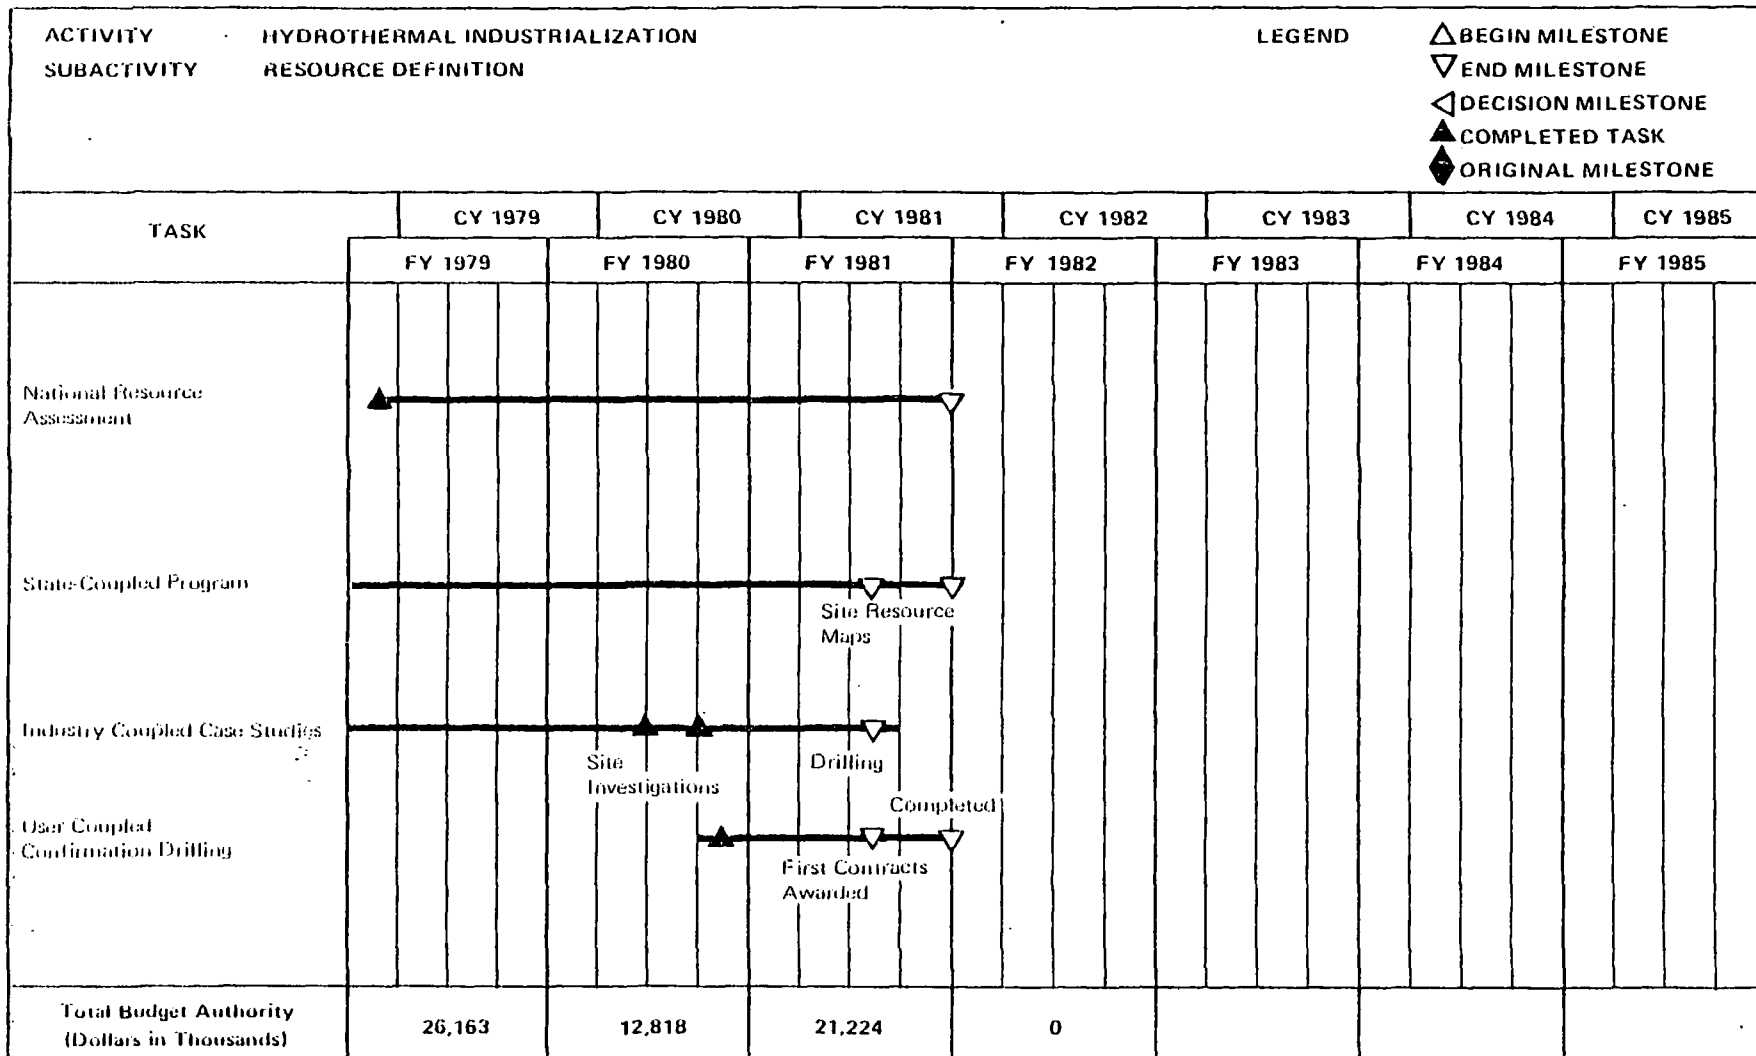 ACTIVITY HYDROTHERMAL INDUSTRIALIZATION
SUBACTIVITY RESOURCE DEFINITION
LEGEND
BEGIN MILESTONE
END MILESTONE
DECISION MILESTONE
COMPLETED TASK
ORIGINAL MILESTONE
TASK
CY 1979 CY 1980 CY 1981 CY 1982 CY 1983 CY 1984 CY 1985
FY 1979 FY 1980 FY 1981 FY 1982 FY 1983 FY 1984 FY 1985
National Resource
Assessment
State-Coupled Program
Site Resource
Maps
Industry Coupled Case Studies
Site
Investigations
Drilling
Completed
User Coupled
Confirmation Drilling
First Contracts
Awarded
Total Budget Authority
(Dollars in Thousands)
26,163 12,818 21,224 0